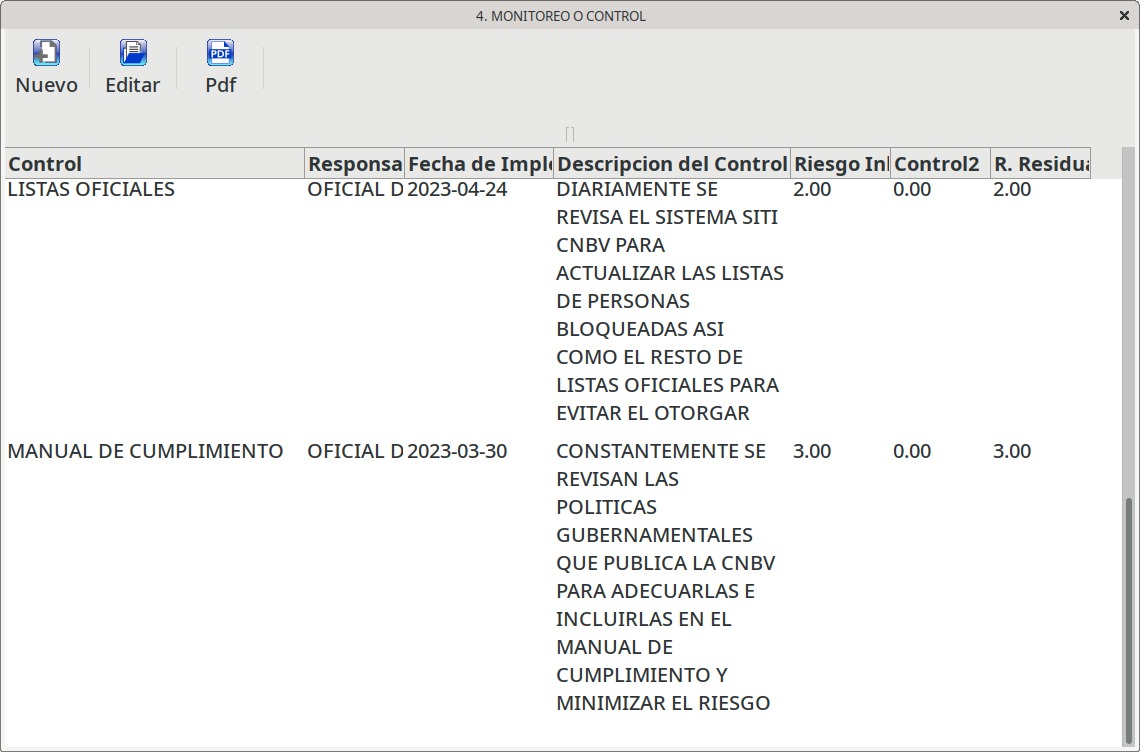 4. MONITOREO O CONTROL
Nuevo Editar Pdf
Control Responsa Fecha de Imple Descripcion del Control Riesgo Inl Control2 R. Residua
LISTAS OFICIALES OFICIAL D 2023-04-24 DIARIAMENTE SE 2.00 0.00 2.00
REVISA EL SISTEMA SITI
CNBV PARA
ACTUALIZAR LAS LISTAS
DE PERSONAS
BLOQUEADAS ASI
COMO EL RESTO DE
LISTAS OFICIALES PARA
EVITAR EL OTORGAR
MANUAL DE CUMPLIMIENTO OFICIAL D 2023-03-30 CONSTANTEMENTE SE 3.00 0.00 3.00
REVISAN LAS
POLITICAS
GUBERNAMENTALES
QUE PUBLICA LA CNBV
PARA ADECUARLAS E
INCLUIRLAS EN EL
MANUAL DE
CUMPLIMIENTO Y
MINIMIZAR EL RIESGO